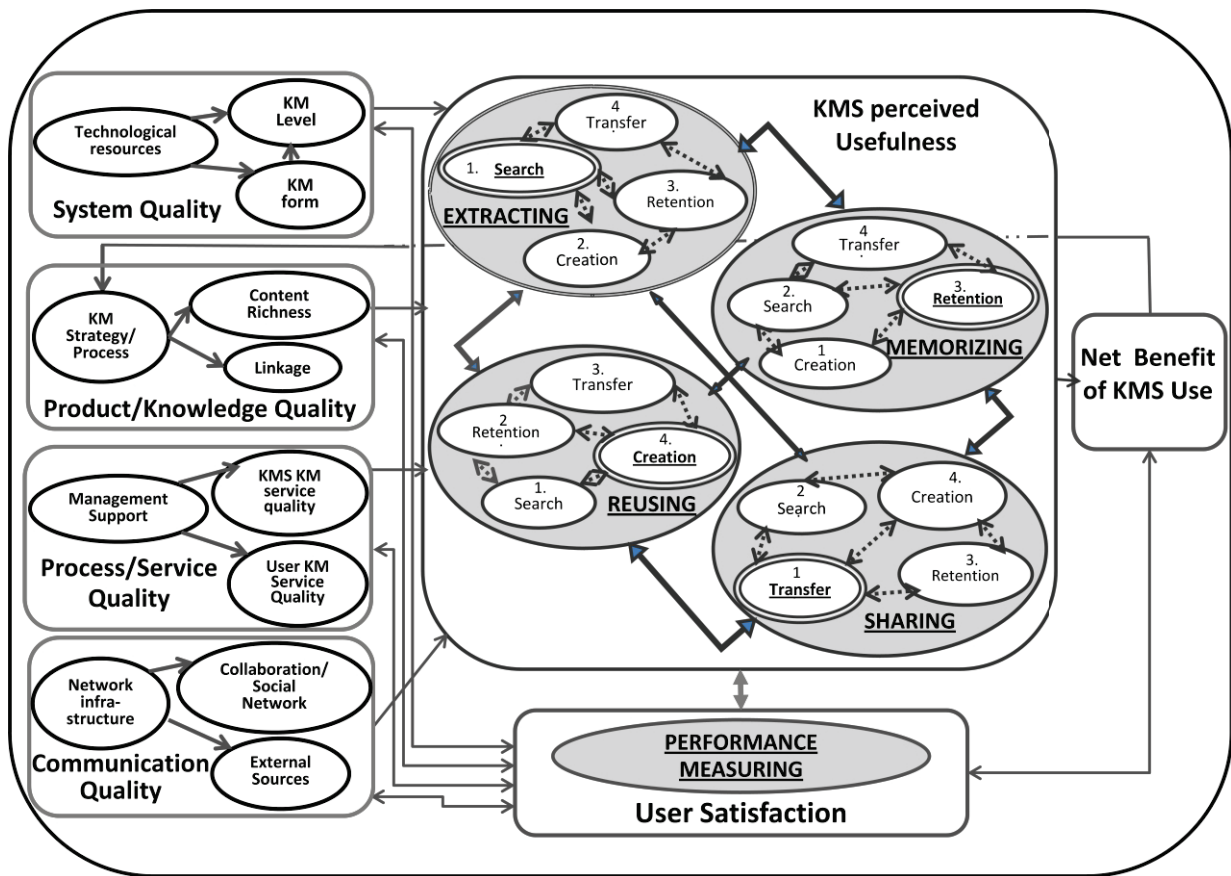 KM
Level
Technological
resources
KM
form
System Quality
KM
Strategy/
Process
Content
Richness
Linkage
Product/Knowledge Quality
Management
Support
KMS KM
service
quality
User KM
Service
Quality
Process/Service
Quality
Network
infra-
structure
Collaboration/
Social
Network
External
Sources
Communication
Quality
KMS perceived
Usefulness
4
Transfer
.
1. Search
3.
Retention
EXTRACTING
2.
Creation
4
Transfer
.
2.
Search
3.
Retention
MEMORIZING
1
Creation
.
3.
Transfer
2
Retention
.
4.
Creation
1.
Search
REUSING
2
Search
.
4.
Creation
3.
Retention
1
Transfer
.
SHARING
PERFORMANCE
MEASURING
User Satisfaction
Net Benefit
of KMS Use